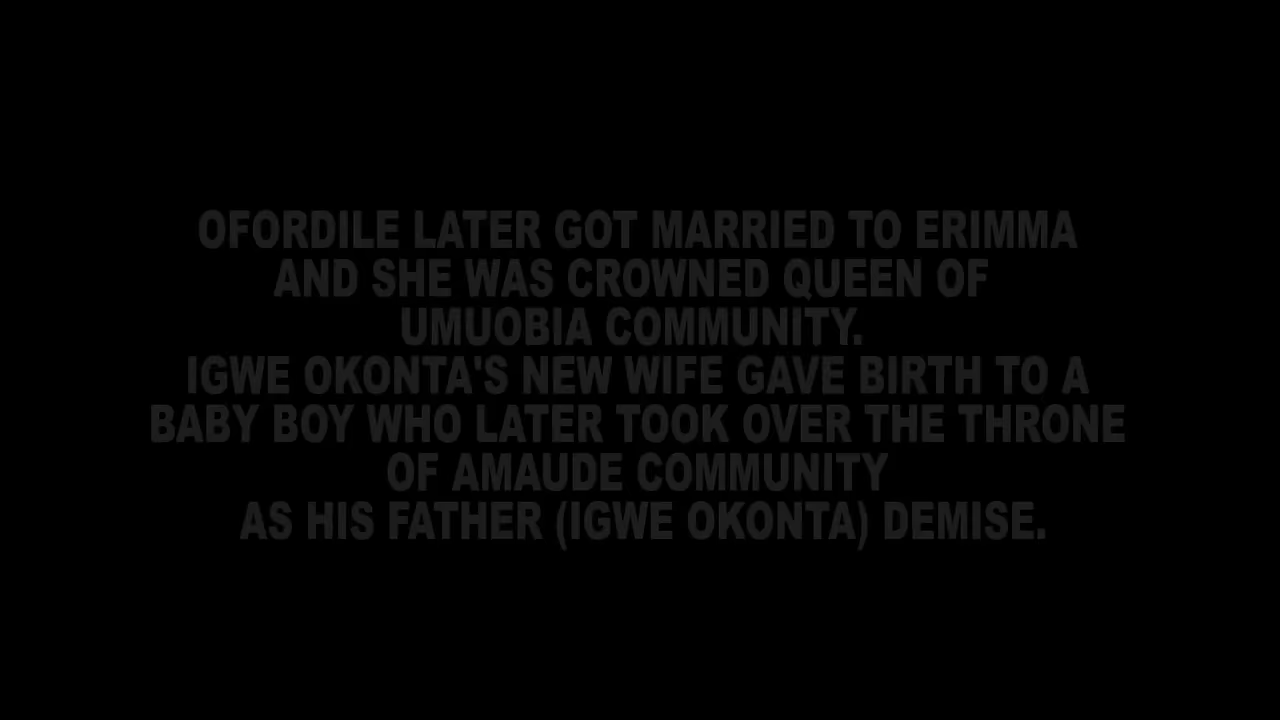 OFORDILE LATER GOT MARRIED TO ERIMMA
AND SHE WAS CROWNED QUEEN OF
UMUOBIA COMMUNITY.
IGWE OKONTA'S NEW WIFE GAVE BIRTH TO A
BABY BOY WHO LATER TOOK OVER THE THRONE
OF AMAUDE COMMUNITY
AS HIS FATHER (IGWE OKONTA) DEMISE.